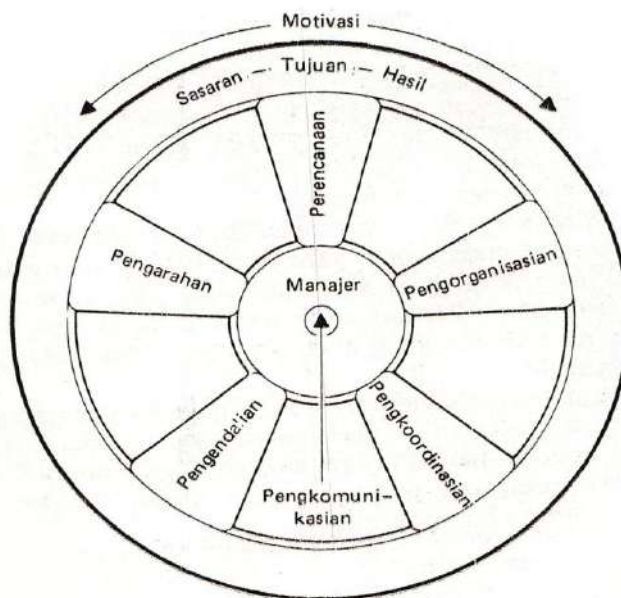 Motivasi
Sasaran — Tujuan — Hasil
Perencanaan
Pengarahan
Manajer
Pengorganisasian
Pengendalian
Pengkoordinasian
Pengkomuni-
kasian